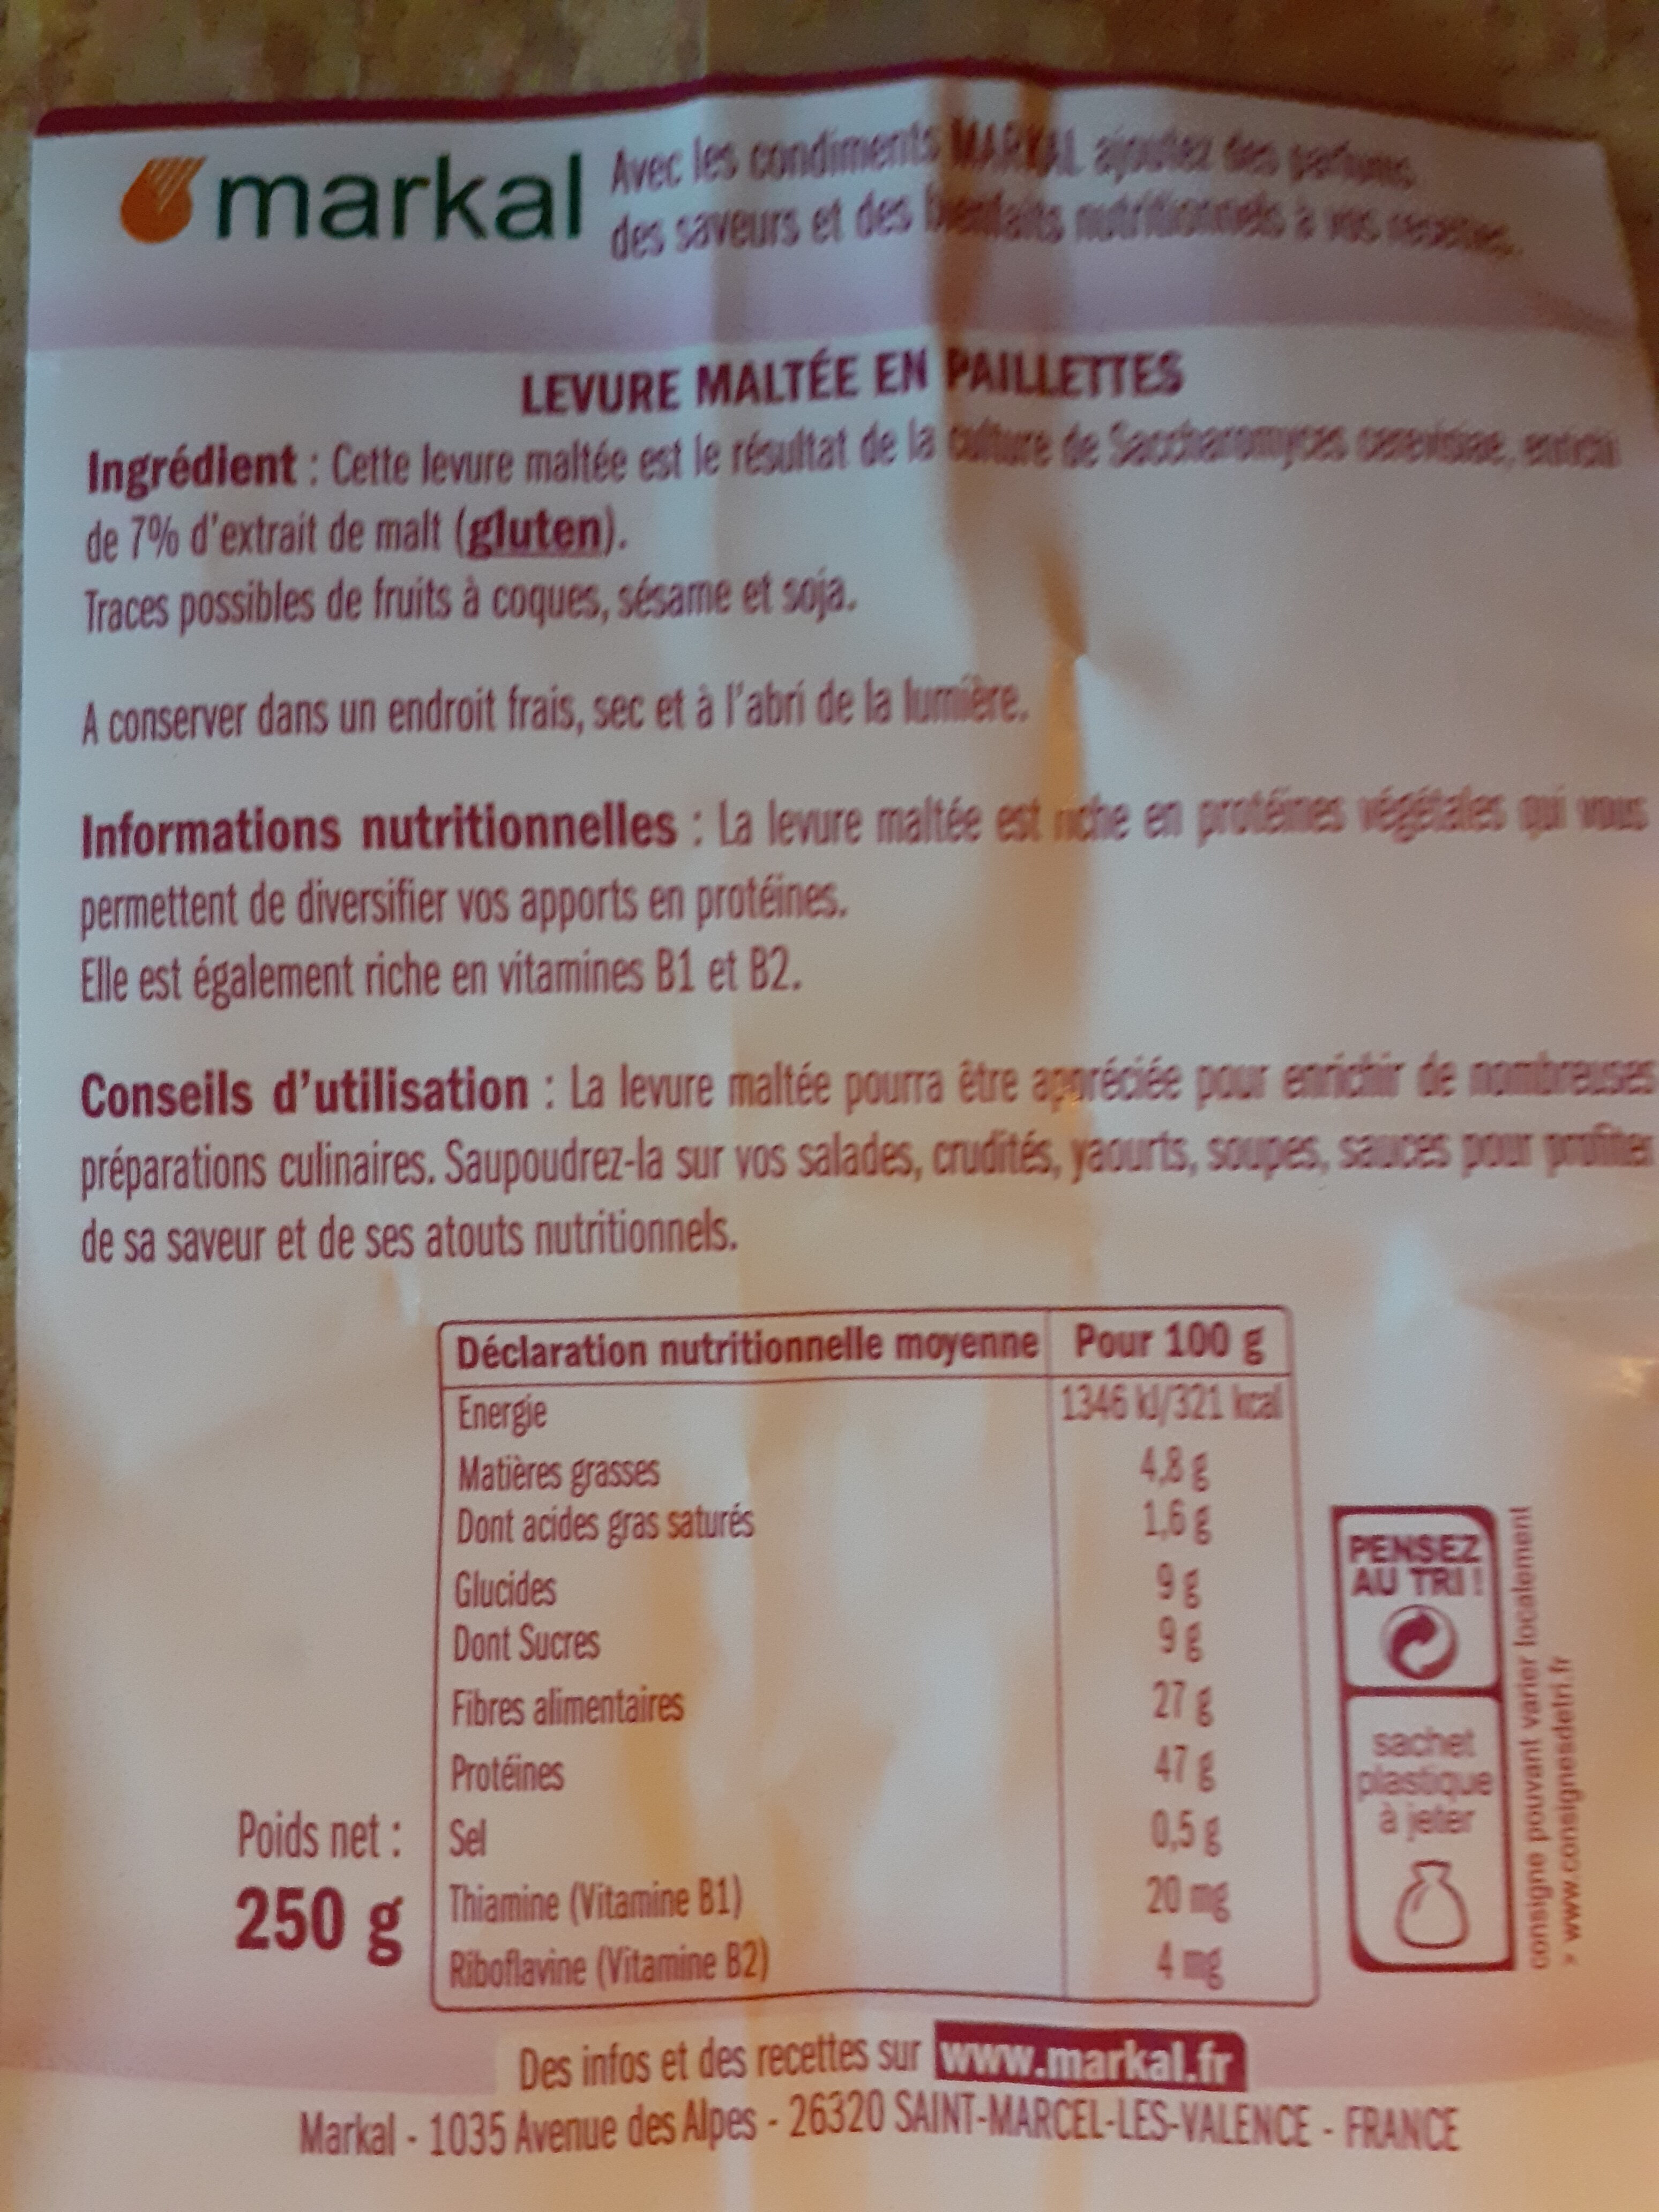 markal
Avec les condiments MARKAL ajoutez des parfums
des saveurs et des bienfaits nutritionnels à vos recettes.
LEVURE MALTÉE EN PAILLETTES
Ingrédient : Cette levure maltée est le résultat de la culture de Saccharomyces cerevisiae, enrichi
de 7% d'extrait de malt (gluten).
Traces possibles de fruits à coques, sésame et soja.
A conserver dans un endroit frais, sec et à l'abri de la lumière.
Informations nutritionnelles : La levure maltée est riche en protéines végétales qui vous
permettent de diversifier vos apports en protéines.
Elle est également riche en vitamines B1 et B2.
Conseils d'utilisation : La levure maltée pourra être appréciée pour enrichir de nombreuses
préparations culinaires. Saupoudrez-la sur vos salades, crudités, yaourts, soupes, sauces pour profiter
de sa saveur et de ses atouts nutritionnels.
Déclaration nutritionnelle moyenne Pour 100 g
Energie 1346 kJ/321 kcal
Matières grasses 4,8 g
Dont acides gras saturés 1,6 g
Glucides 9 g
Dont Sucres 9 g
Fibres alimentaires 27 g
Protéines 47 g
Sel 0,5 g
Thiamine (Vitamine B1) 20 mg
Riboflavine (Vitamine B2) 4 mg
Poids net :
250 g
PENSEZ
AU TRI !
sachet
plastique
à jeter
consigne pouvant varier localement
> www.consignesdetri.fr
Des infos et des recettes sur www.markal.fr
Markal - 1035 Avenue des Alpes - 26320 SAINT-MARCEL-LES-VALENCE - FRANCE